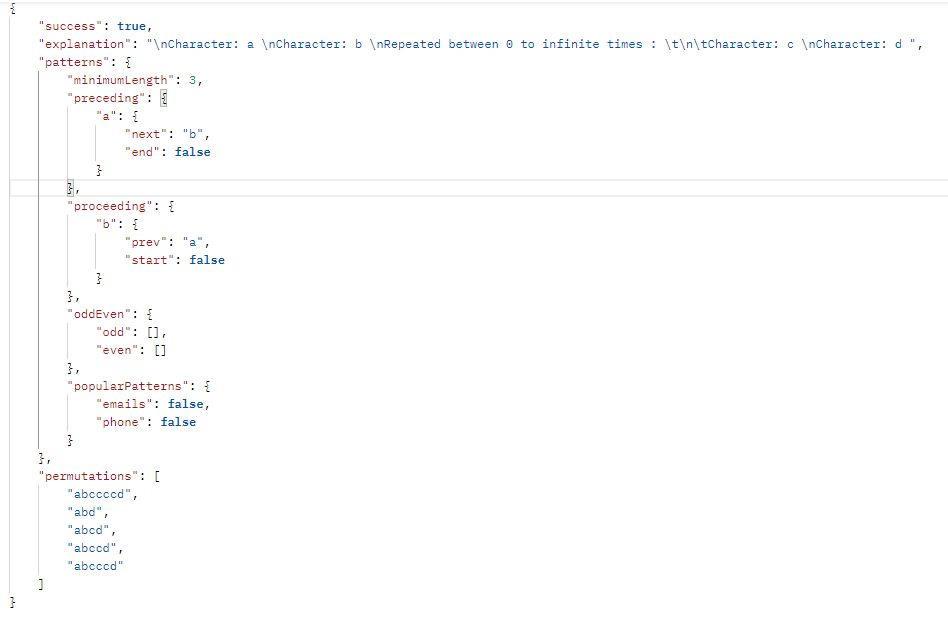 {
    "success": true,
    "explanation": "\nCharacter: a \nCharacter: b \nRepeated between 0 to infinite times : \t\n\tCharacter: c \nCharacter: d ",
    "patterns": {
        "minimumLength": 3,
        "preceding": {
            "a": {
                "next": "b",
                "end": false
            }
        },
        "proceeding": {
            "b": {
                "prev": "a",
                "start": false
            }
        },
        "oddEven": {
            "odd": [],
            "even": []
        },
        "popularPatterns": {
            "emails": false,
            "phone": false
        }
    },
    "permutations": [
        "abccccd",
        "abd",
        "abcd",
        "abccd",
        "abcccd"
    ]
}